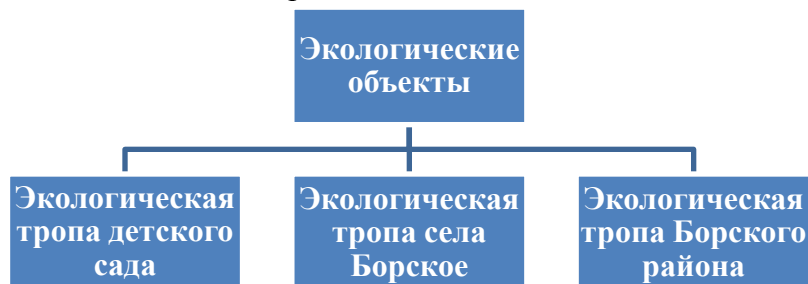 Экологические
объекты
Экологическая
тропа детского
сада
Экологическая
тропа села
Борское
Экологическая
тропа Борского
района